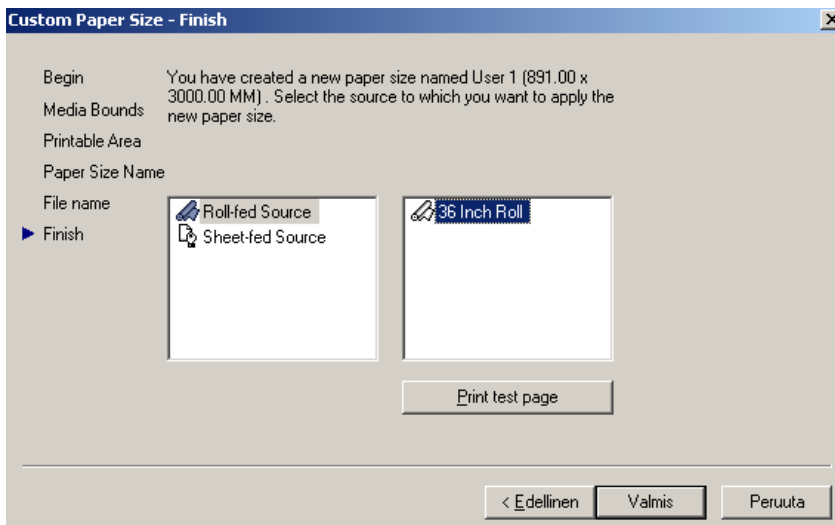 Custom Paper Size - Finish
Begin
Media Bounds
Printable Area
Paper Size Name
File name
Finish
You have created a new paper size named User 1 (891.00 x
3000.00 MM) . Select the source to which you want to apply the
new paper size.
Roll-fed Source
Sheet-fed Source
36 Inch Roll
Print test page
< Edellinen
Valmis
Peruuta